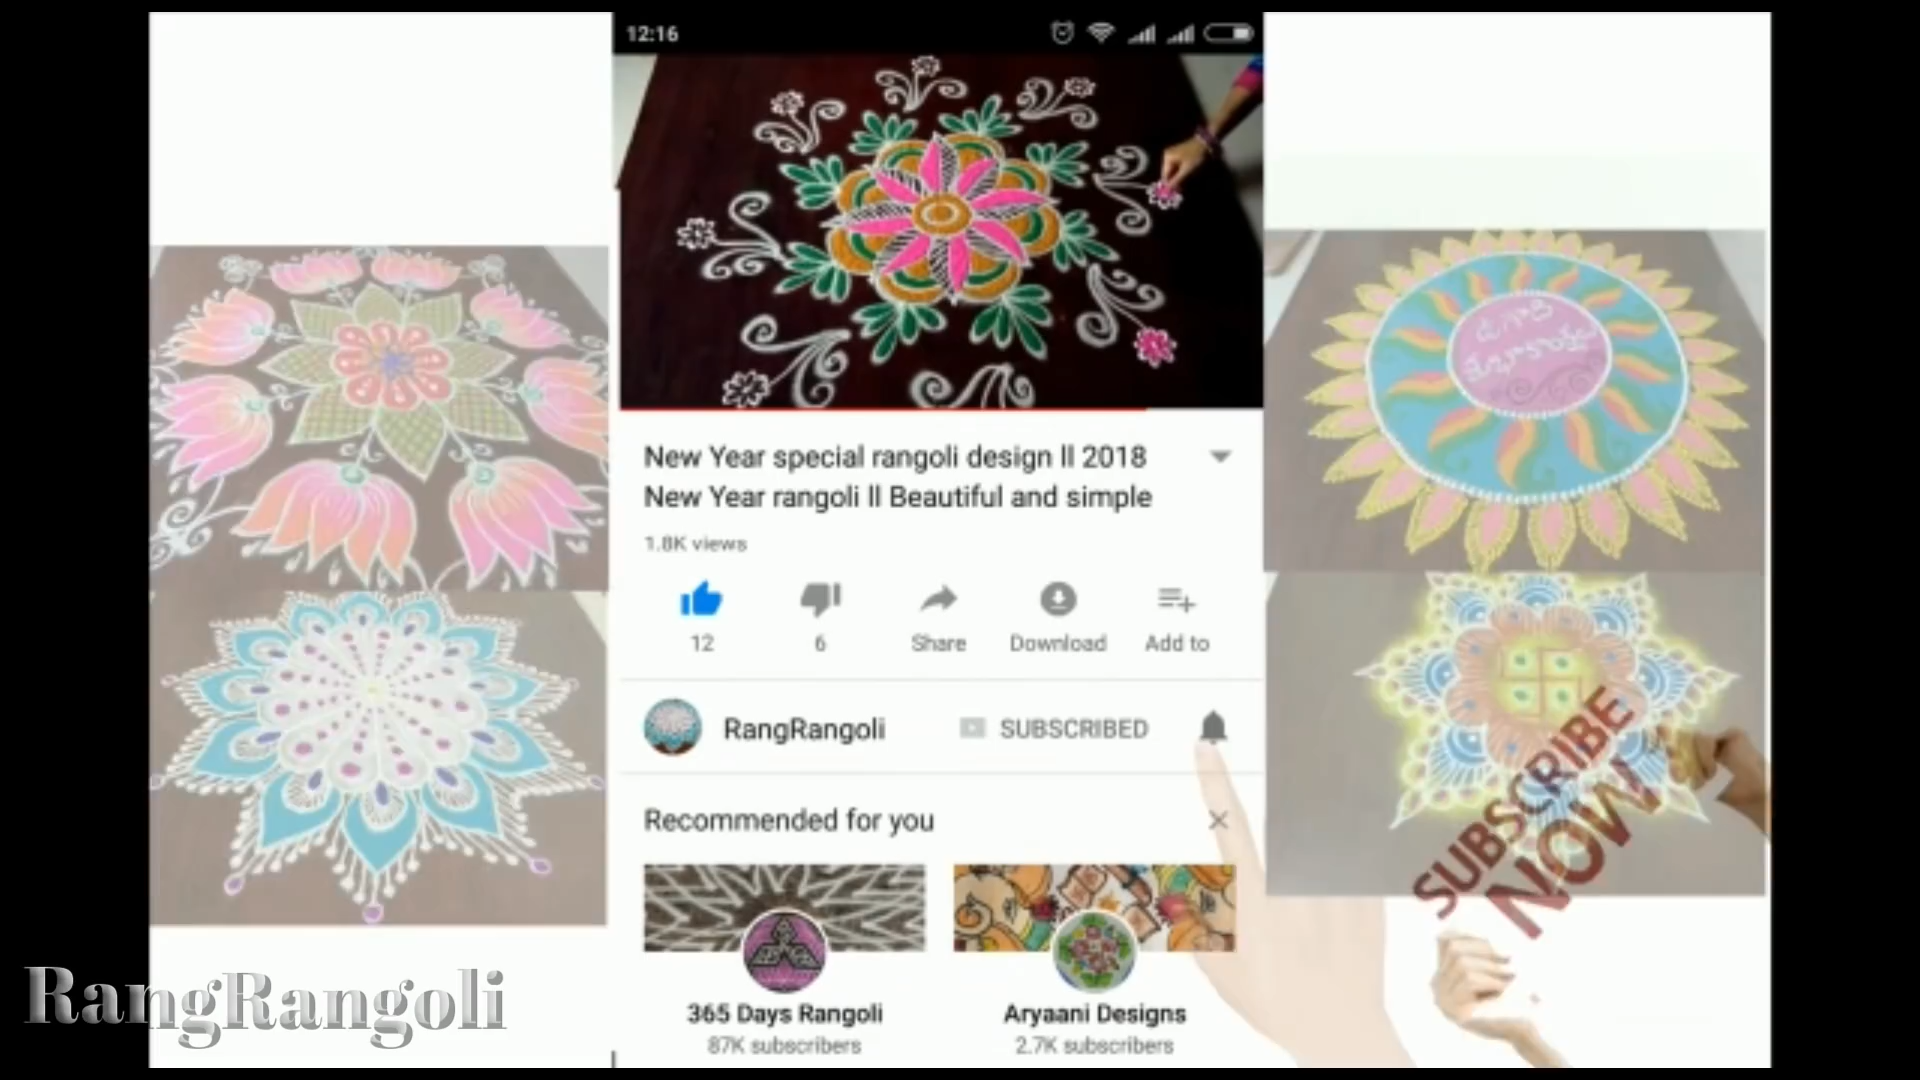 12:16
ఉగాది
New Year special rangoli design ll 2018
New Year rangoli ll Beautiful and simple
1.8K views
12
6
Share
Download
Add to
RangRangoli
SUBSCRIBED
Recommended for you
SUBSCRIBE
NOW
365 Days Rangoli
87K subscribers
Aryaani Designs
2.7K subscribers
RangRangoli